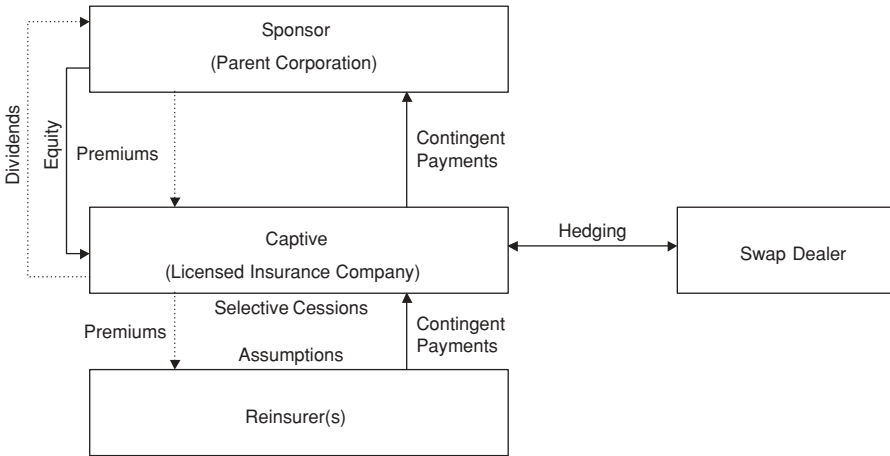 Sponsor
(Parent Corporation)
Dividends
Equity
Premiums
Contingent
Payments
Captive
(Licensed Insurance Company)
Hedging
Swap Dealer
Selective Cessions
Premiums
Contingent
Payments
Assumptions
Reinsurer(s)